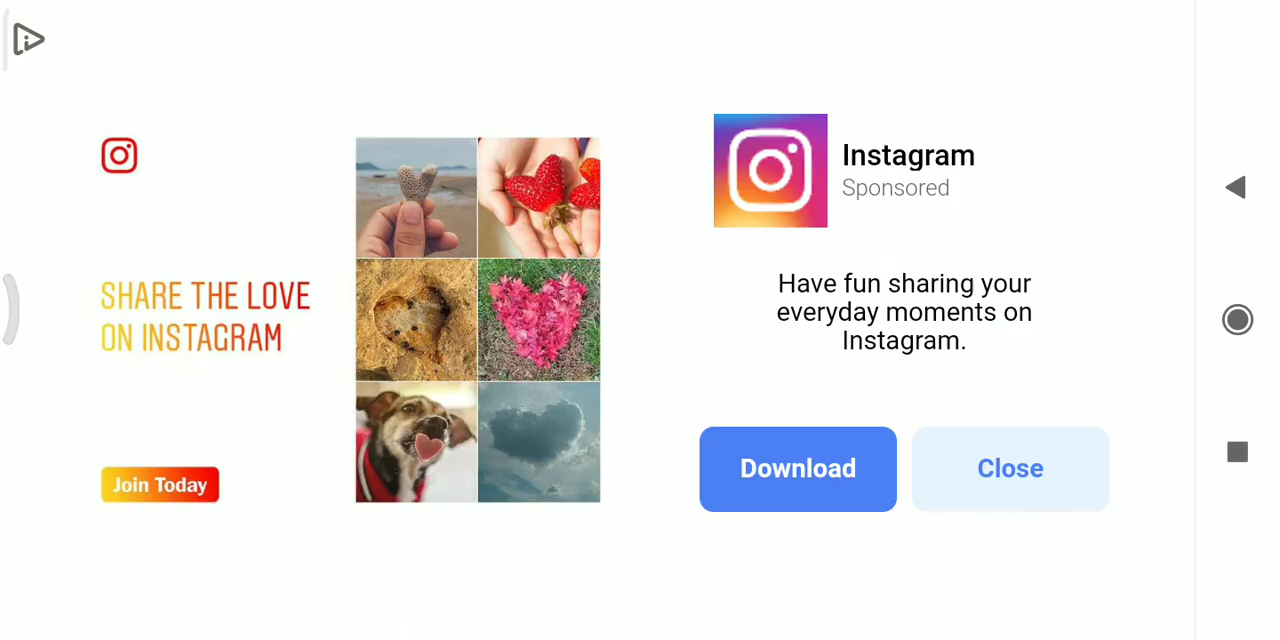 SHARE THE LOVE
ON INSTAGRAM
Join Today
Instagram
Sponsored
Have fun sharing your
everyday moments on
Instagram.
Download
Close